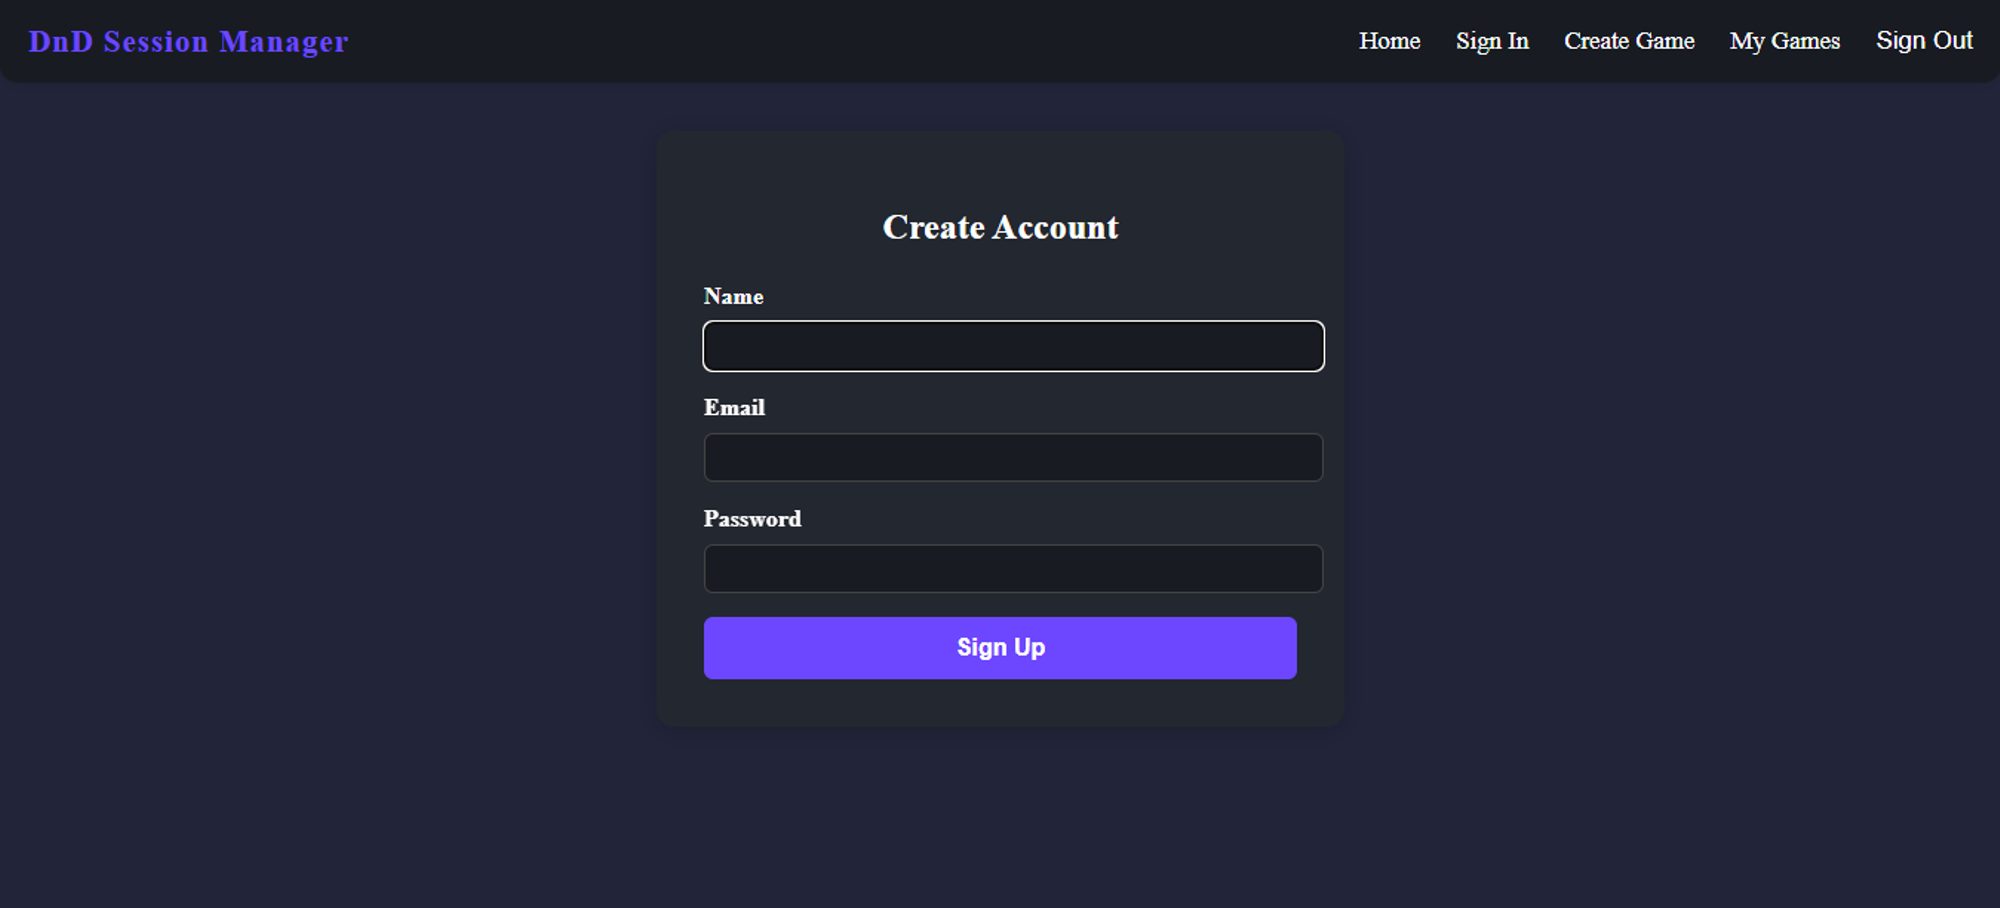 DnD Session Manager
Home Sign In Create Game My Games Sign Out
Create Account
Name
Email
Password
Sign Up